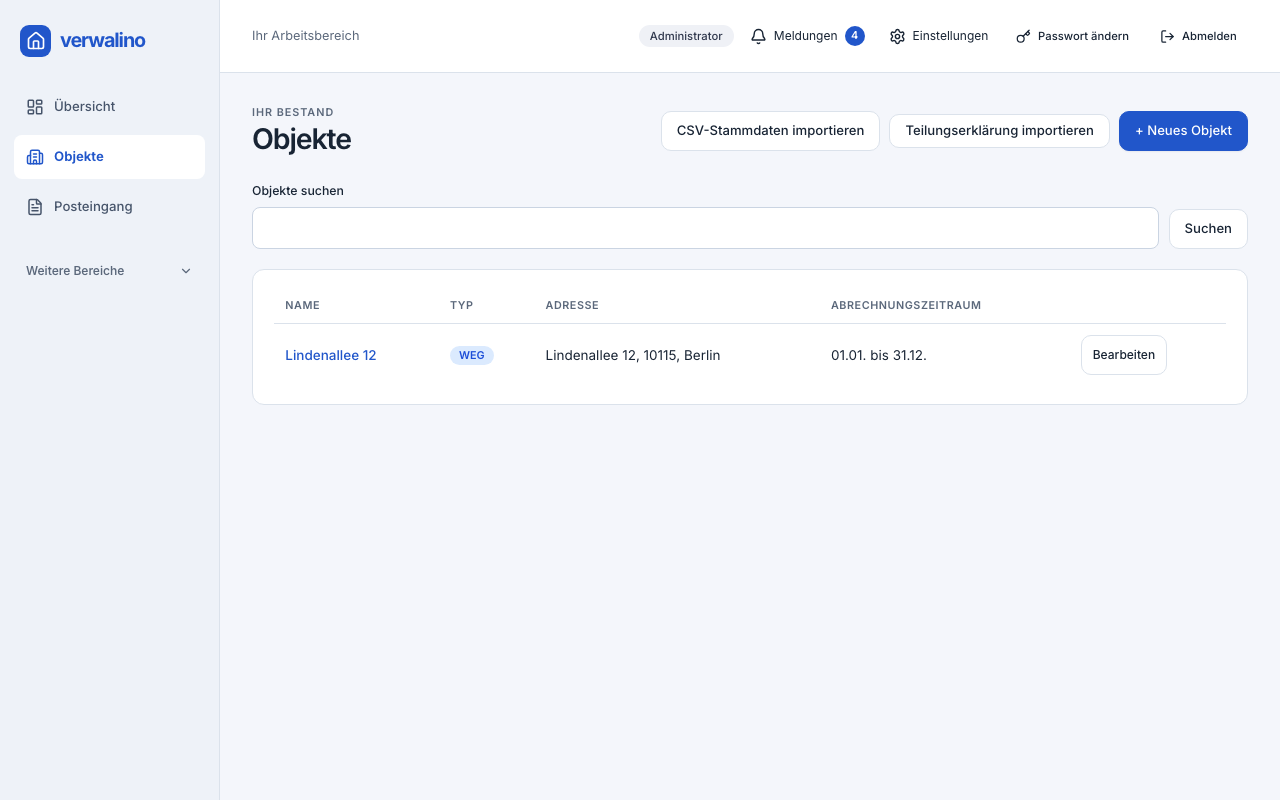 verwalino
Ihr Arbeitsbereich
Administrator
Meldungen 4
Einstellungen
Passwort ändern
Abmelden
Übersicht
Objekte
Posteingang
Weitere Bereiche
IHR BESTAND
Objekte
CSV-Stammdaten importieren
Teilungserklärung importieren
+ Neues Objekt
Objekte suchen
Suchen
NAME TYP ADRESSE ABRECHNUNGSZEITRAUM
Lindenallee 12 WEG Lindenallee 12, 10115, Berlin 01.01. bis 31.12. Bearbeiten